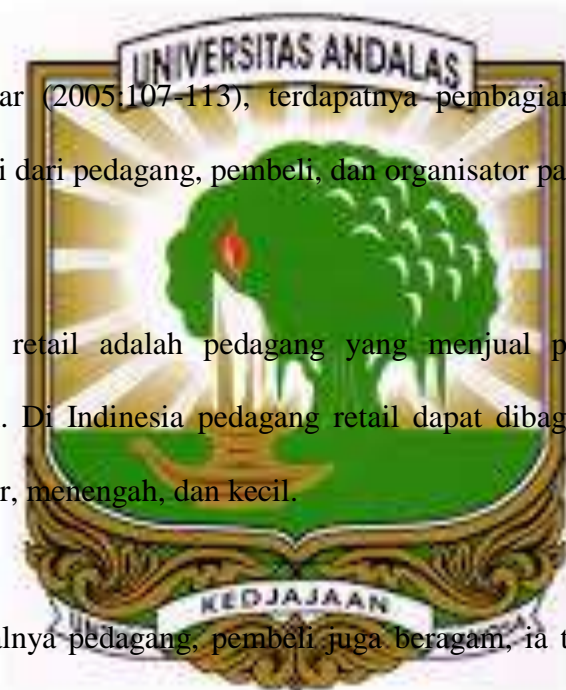 UNIVERSITAS ANDALAS
ar (2005:107-113), terdapatnya pembagian
i dari pedagang, pembeli, dan organisator pa
retail adalah pedagang yang menjual p
. Di Indinesia pedagang retail dapat dibag
r, menengah, dan kecil.
KEDJAJAAN
alnya pedagang, pembeli juga beragam, ia t